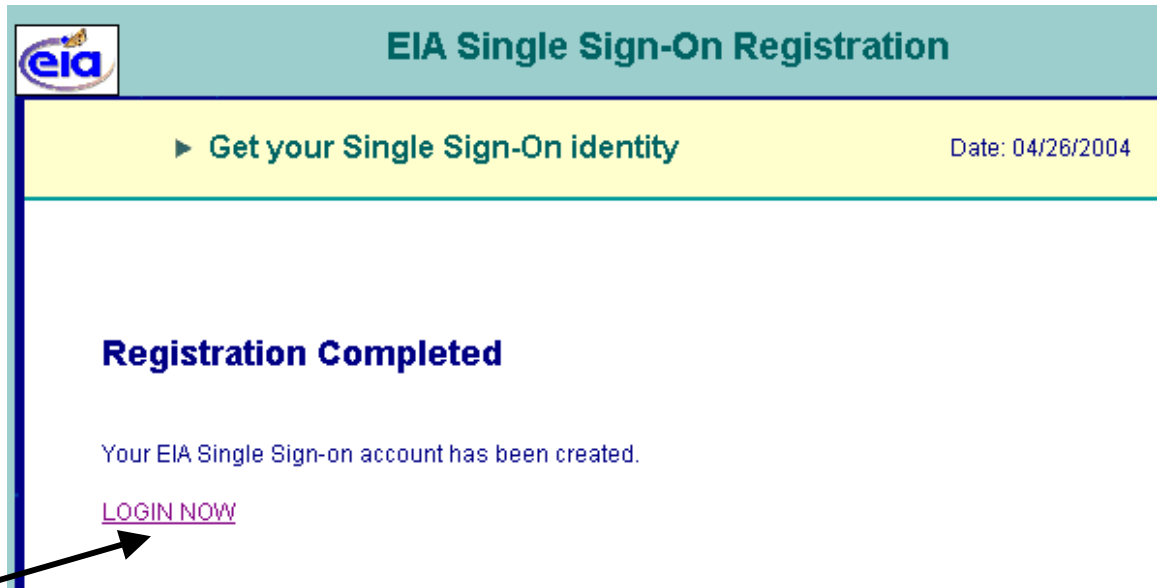 eia
EIA Single Sign-On Registration
Get your Single Sign-On identity
Date: 04/26/2004
Registration Completed
Your EIA Single Sign-on account has been created.
LOGIN NOW